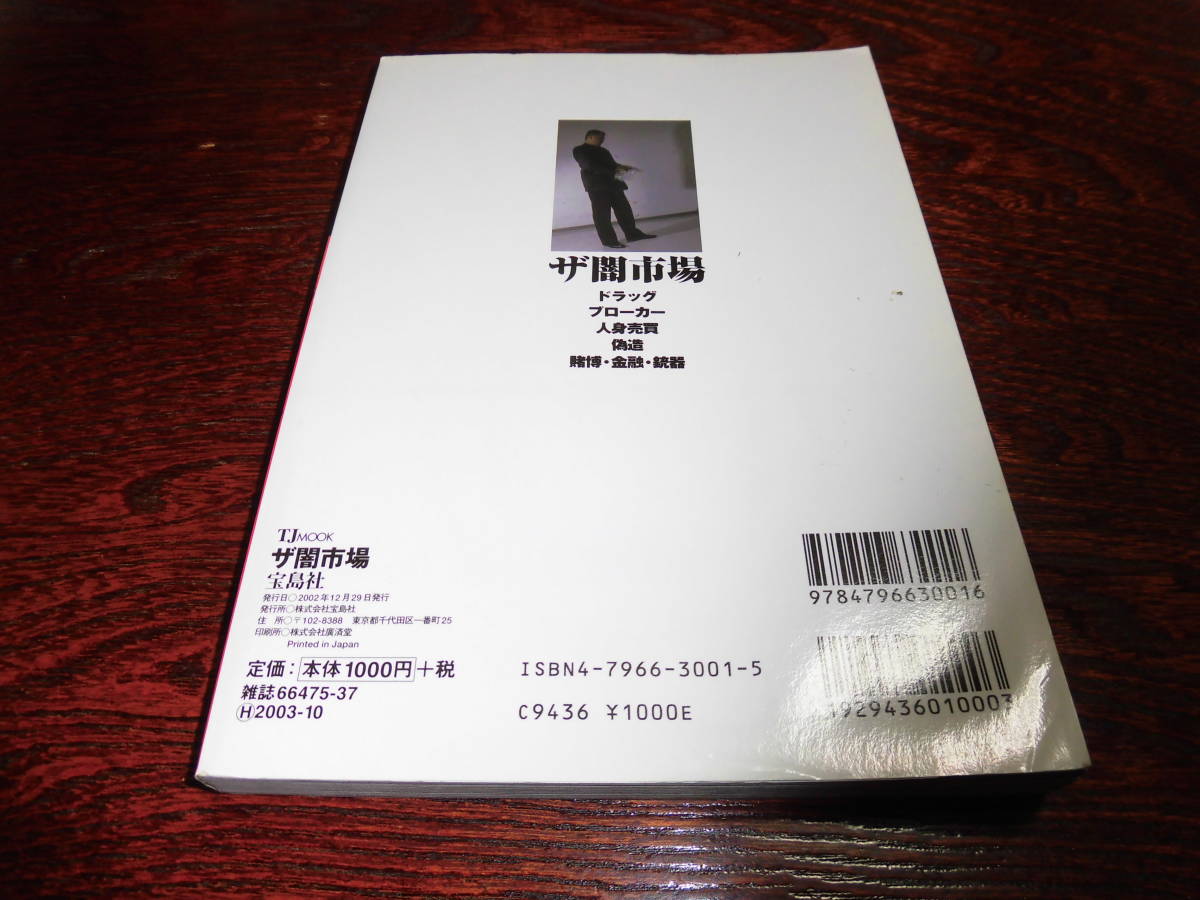 ザ闇市場
ドラッグ
ブローカー
人身売買
偽造
賭博・金融・銃器
TJ MOOK
ザ闇市場
宝島社
発行日○2002年12月29日発行
発行所○株式会社宝島社
住　所○〒102-8388　東京都千代田区一番町25
印刷所○株式会社廣済堂
Printed in Japan
定価：本体1000円+税
雑誌66475-37
Ⓗ2003-10
9784796630016
ISBN4-7966-3001-5
C9436 ¥1000E
1929436010003